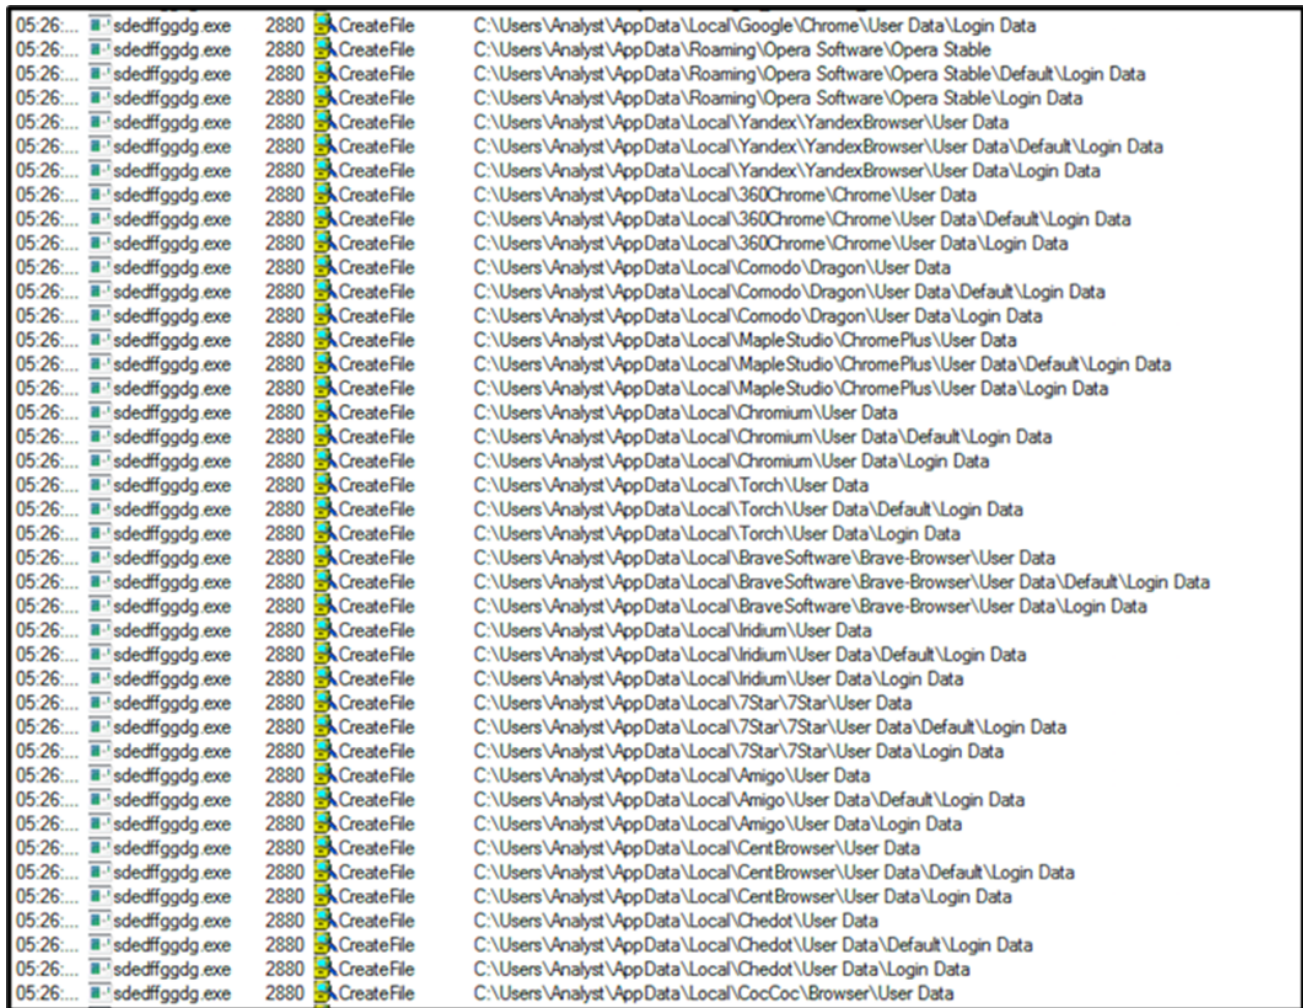 05:26:... sdedffggdg.exe 2880 CreateFile C:\Users\Analyst\AppData\Local\Google\Chrome\User Data\Login Data
05:26:... sdedffggdg.exe 2880 CreateFile C:\Users\Analyst\AppData\Roaming\Opera Software\Opera Stable
05:26:... sdedffggdg.exe 2880 CreateFile C:\Users\Analyst\AppData\Roaming\Opera Software\Opera Stable\Default\Login Data
05:26:... sdedffggdg.exe 2880 CreateFile C:\Users\Analyst\AppData\Roaming\Opera Software\Opera Stable\Login Data
05:26:... sdedffggdg.exe 2880 CreateFile C:\Users\Analyst\AppData\Local\Yandex\YandexBrowser\User Data
05:26:... sdedffggdg.exe 2880 CreateFile C:\Users\Analyst\AppData\Local\Yandex\YandexBrowser\User Data\Default\Login Data
05:26:... sdedffggdg.exe 2880 CreateFile C:\Users\Analyst\AppData\Local\Yandex\YandexBrowser\User Data\Login Data
05:26:... sdedffggdg.exe 2880 CreateFile C:\Users\Analyst\AppData\Local\360Chrome\Chrome\User Data
05:26:... sdedffggdg.exe 2880 CreateFile C:\Users\Analyst\AppData\Local\360Chrome\Chrome\User Data\Default\Login Data
05:26:... sdedffggdg.exe 2880 CreateFile C:\Users\Analyst\AppData\Local\360Chrome\Chrome\User Data\Login Data
05:26:... sdedffggdg.exe 2880 CreateFile C:\Users\Analyst\AppData\Local\Comodo\Dragon\User Data
05:26:... sdedffggdg.exe 2880 CreateFile C:\Users\Analyst\AppData\Local\Comodo\Dragon\User Data\Default\Login Data
05:26:... sdedffggdg.exe 2880 CreateFile C:\Users\Analyst\AppData\Local\Comodo\Dragon\User Data\Login Data
05:26:... sdedffggdg.exe 2880 CreateFile C:\Users\Analyst\AppData\Local\MapleStudio\ChromePlus\User Data
05:26:... sdedffggdg.exe 2880 CreateFile C:\Users\Analyst\AppData\Local\MapleStudio\ChromePlus\User Data\Default\Login Data
05:26:... sdedffggdg.exe 2880 CreateFile C:\Users\Analyst\AppData\Local\MapleStudio\ChromePlus\User Data\Login Data
05:26:... sdedffggdg.exe 2880 CreateFile C:\Users\Analyst\AppData\Local\Chromium\User Data
05:26:... sdedffggdg.exe 2880 CreateFile C:\Users\Analyst\AppData\Local\Chromium\User Data\Default\Login Data
05:26:... sdedffggdg.exe 2880 CreateFile C:\Users\Analyst\AppData\Local\Chromium\User Data\Login Data
05:26:... sdedffggdg.exe 2880 CreateFile C:\Users\Analyst\AppData\Local\Torch\User Data
05:26:... sdedffggdg.exe 2880 CreateFile C:\Users\Analyst\AppData\Local\Torch\User Data\Default\Login Data
05:26:... sdedffggdg.exe 2880 CreateFile C:\Users\Analyst\AppData\Local\Torch\User Data\Login Data
05:26:... sdedffggdg.exe 2880 CreateFile C:\Users\Analyst\AppData\Local\BraveSoftware\Brave-Browser\User Data
05:26:... sdedffggdg.exe 2880 CreateFile C:\Users\Analyst\AppData\Local\BraveSoftware\Brave-Browser\User Data\Default\Login Data
05:26:... sdedffggdg.exe 2880 CreateFile C:\Users\Analyst\AppData\Local\BraveSoftware\Brave-Browser\User Data\Login Data
05:26:... sdedffggdg.exe 2880 CreateFile C:\Users\Analyst\AppData\Local\Iridium\User Data
05:26:... sdedffggdg.exe 2880 CreateFile C:\Users\Analyst\AppData\Local\Iridium\User Data\Default\Login Data
05:26:... sdedffggdg.exe 2880 CreateFile C:\Users\Analyst\AppData\Local\Iridium\User Data\Login Data
05:26:... sdedffggdg.exe 2880 CreateFile C:\Users\Analyst\AppData\Local\7Star\7Star\User Data
05:26:... sdedffggdg.exe 2880 CreateFile C:\Users\Analyst\AppData\Local\7Star\7Star\User Data\Default\Login Data
05:26:... sdedffggdg.exe 2880 CreateFile C:\Users\Analyst\AppData\Local\7Star\7Star\User Data\Login Data
05:26:... sdedffggdg.exe 2880 CreateFile C:\Users\Analyst\AppData\Local\Amigo\User Data
05:26:... sdedffggdg.exe 2880 CreateFile C:\Users\Analyst\AppData\Local\Amigo\User Data\Default\Login Data
05:26:... sdedffggdg.exe 2880 CreateFile C:\Users\Analyst\AppData\Local\Amigo\User Data\Login Data
05:26:... sdedffggdg.exe 2880 CreateFile C:\Users\Analyst\AppData\Local\CentBrowser\User Data
05:26:... sdedffggdg.exe 2880 CreateFile C:\Users\Analyst\AppData\Local\CentBrowser\User Data\Default\Login Data
05:26:... sdedffggdg.exe 2880 CreateFile C:\Users\Analyst\AppData\Local\CentBrowser\User Data\Login Data
05:26:... sdedffggdg.exe 2880 CreateFile C:\Users\Analyst\AppData\Local\Chedot\User Data
05:26:... sdedffggdg.exe 2880 CreateFile C:\Users\Analyst\AppData\Local\Chedot\User Data\Default\Login Data
05:26:... sdedffggdg.exe 2880 CreateFile C:\Users\Analyst\AppData\Local\Chedot\User Data\Login Data
05:26:... sdedffggdg.exe 2880 CreateFile C:\Users\Analyst\AppData\Local\CocCoc\Browser\User Data